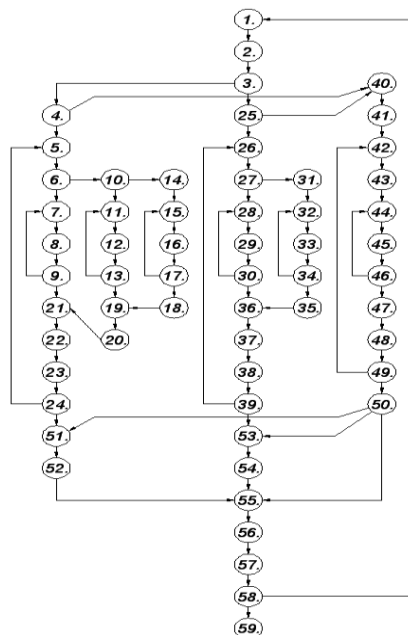 1.
2.
3. 40.
4. 25. 41.
5. 26. 42.
6. 10. 14. 27. 31. 43.
7. 11. 15. 28. 32. 44.
8. 12. 16. 29. 33. 45.
9. 13. 17. 30. 34. 46.
21. 19. 18. 36. 35. 47.
22. 20. 37. 48.
23. 38. 49.
24. 39. 50.
51. 53.
52. 54.
55.
56.
57.
58.
59.